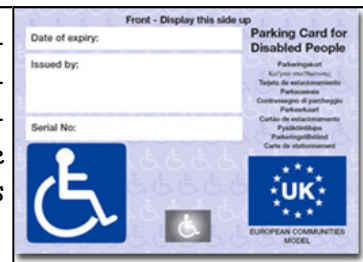 Front - Display this side up
Date of expiry:
Issued by:
Serial No:
Parking Card for
Disabled People
Parkeringskort
Tarjeta de estacionamiento
Contrassegno di parcheggio
Parkeerkaart
Cartão de estacionamento
Pysäköintilupa
Parkeringstillstånd
Carte de stationnement
UK
EUROPEAN COMMUNITIES
MODEL